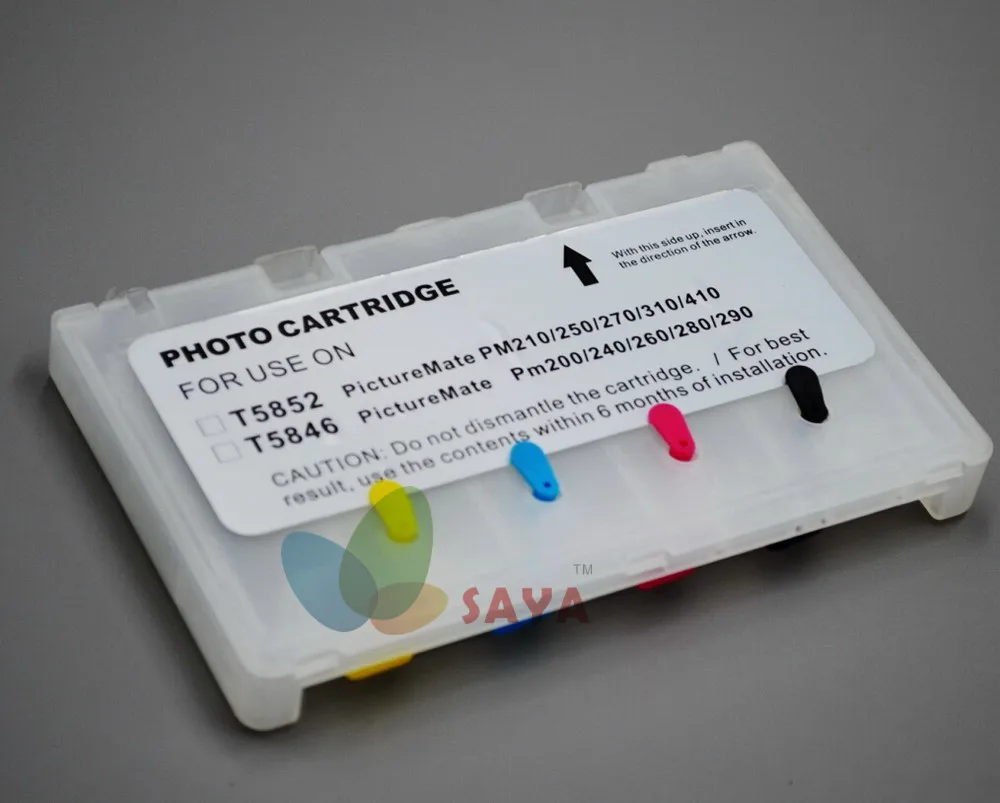 PHOTO CARTRIDGE
FOR USE ON
With this side up, insert in
the direction of the arrow.
T5852 PictureMate PM210/250/270/310/410
T5846 PictureMate Pm200/240/260/280/290
CAUTION: Do not dismantle the cartridge. / For best
result, use the contents within 6 months of installation.
SAYA TM